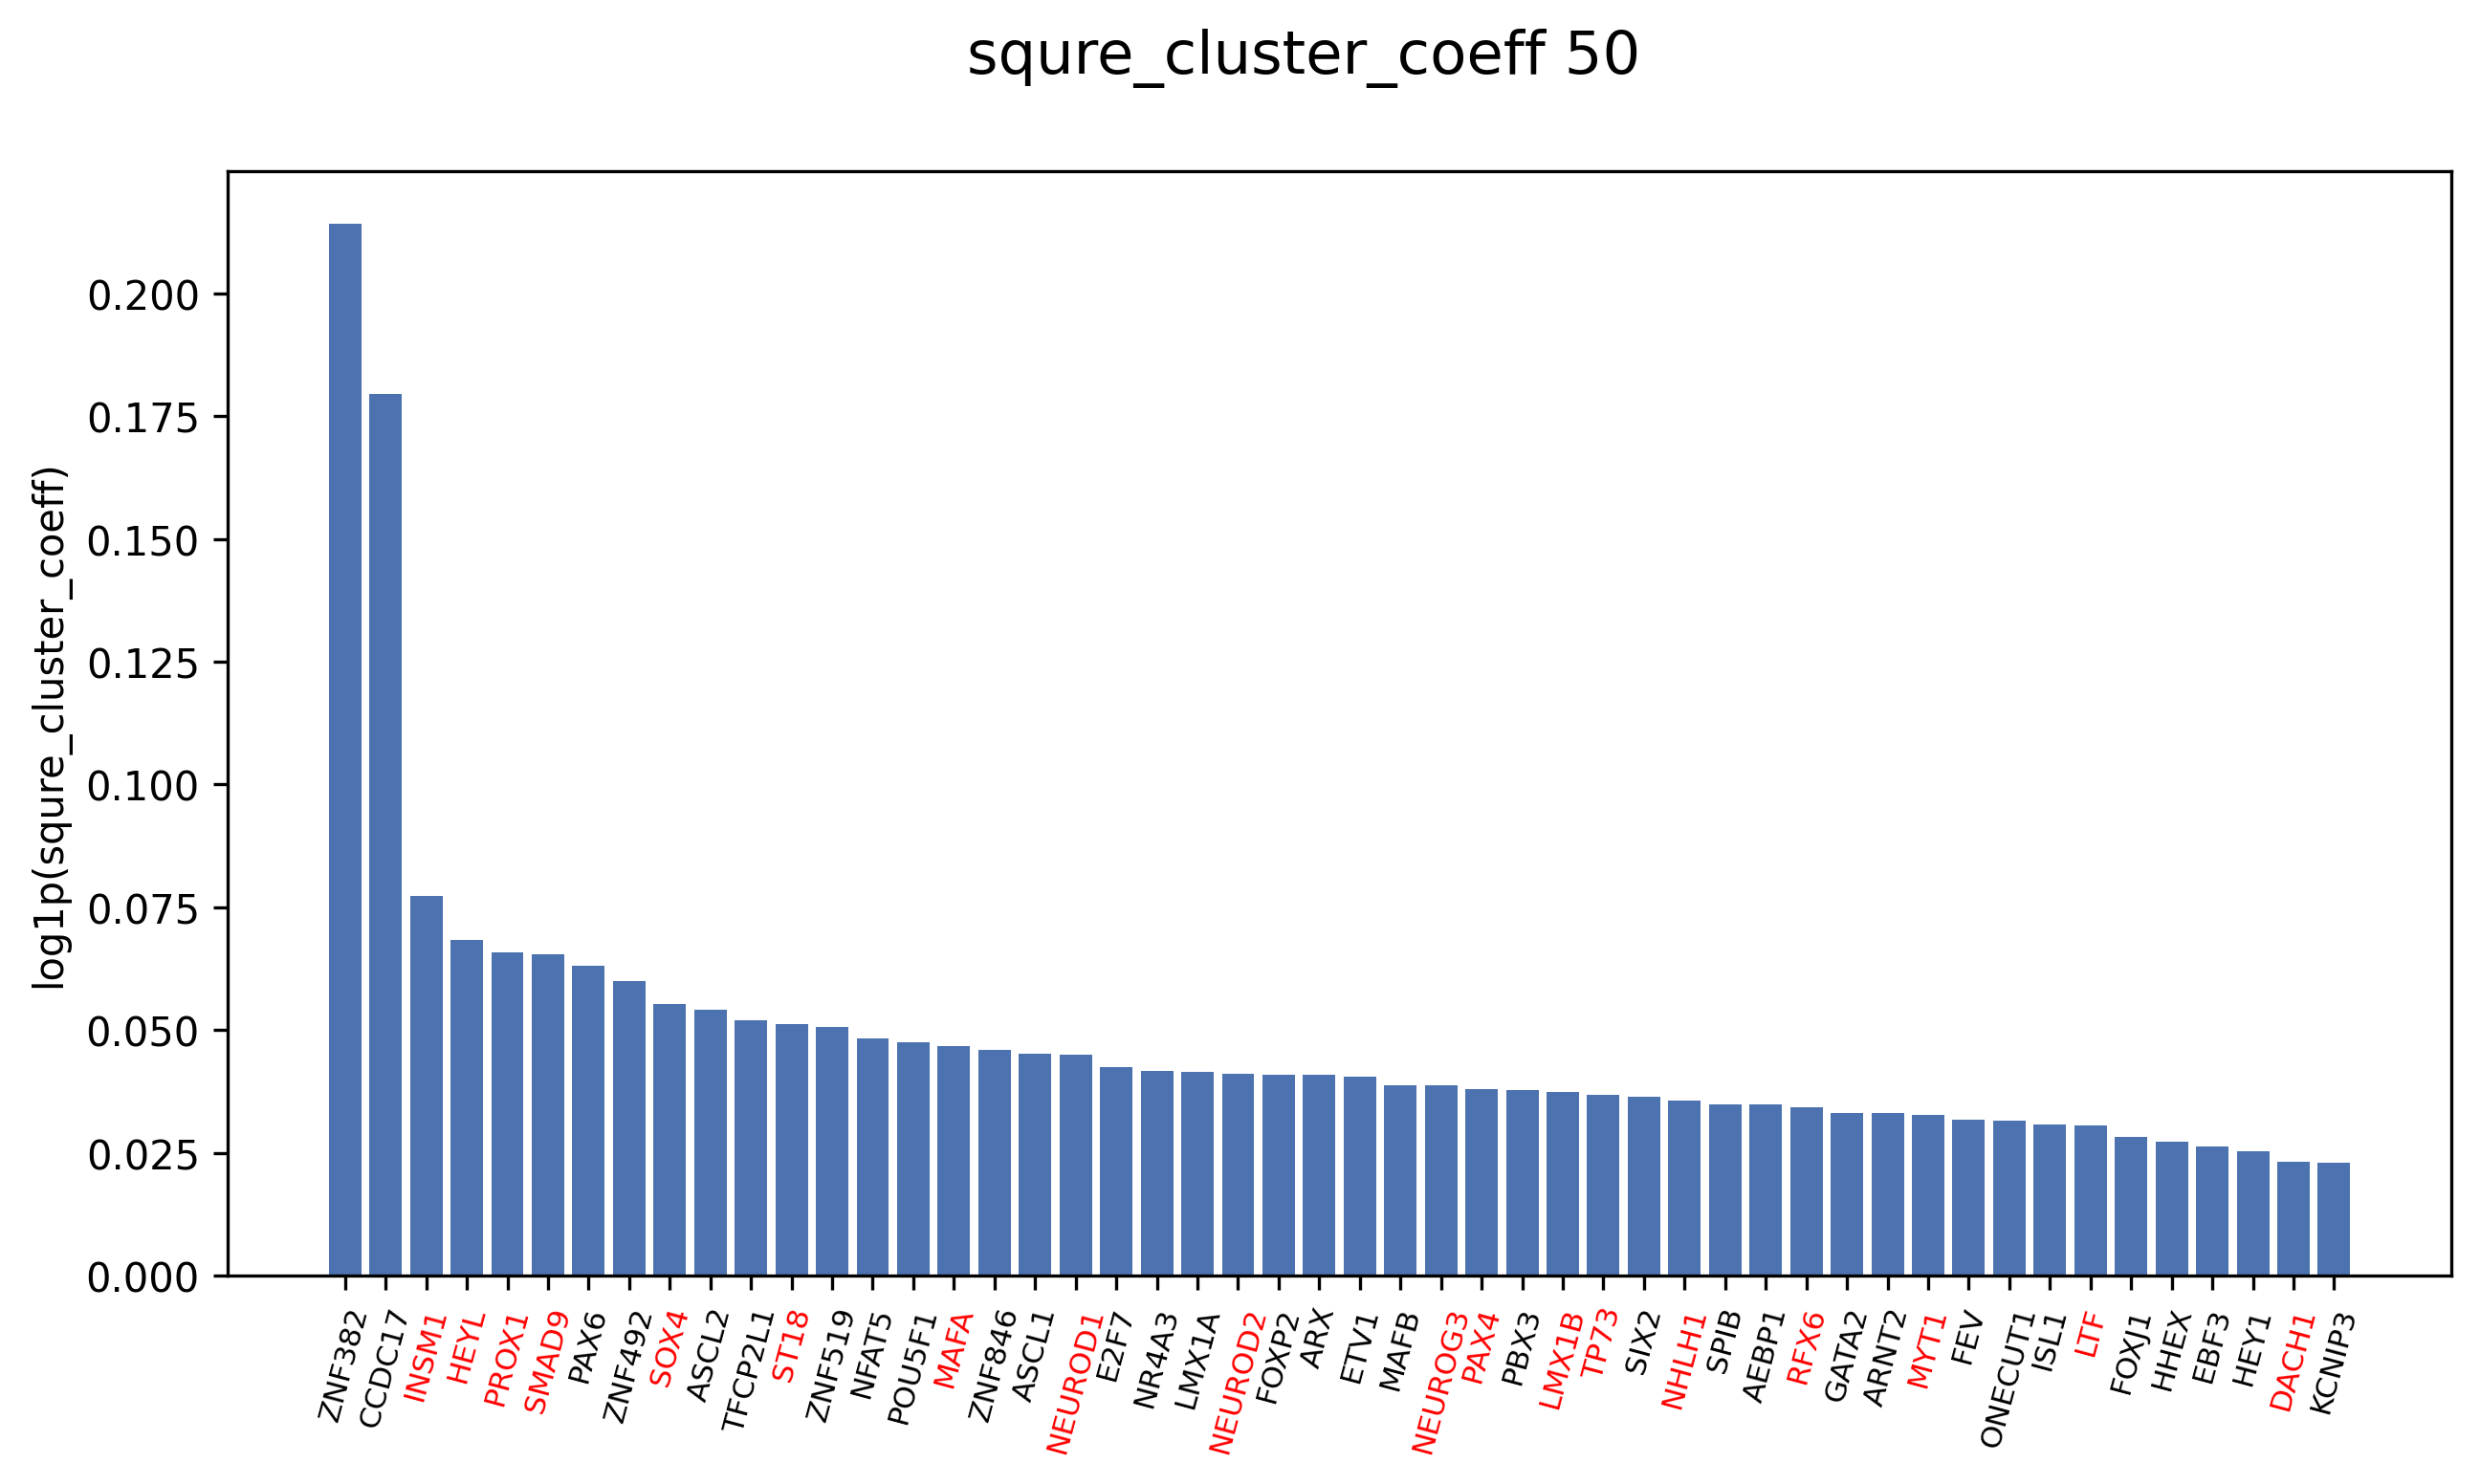 squre_cluster_coeff 50
log1p(squre_cluster_coeff)
0.200
0.175
0.150
0.125
0.100
0.075
0.050
0.025
0.000
ZNF382
CCDC17
INSM1
HEYL
PROX1
SMAD9
PAX6
ZNF492
SOX4
ASCL2
TFCP2L1
ST18
ZNF519
NFAT5
POU5F1
MAFA
ZNF846
ASCL1
NEUROD1
E2F7
NR4A3
LMX1A
NEUROD2
FOXP2
ARX
ETV1
MAFB
NEUROG3
PAX4
PBX3
LMX1B
TP73
SIX2
NHLH1
SPIB
AEBP1
RFX6
GATA2
ARNT2
MYT1
FEV
ONECUT1
ISL1
LTF
FOXJ1
HHEX
EBF3
HEY1
DACH1
KCNIP3